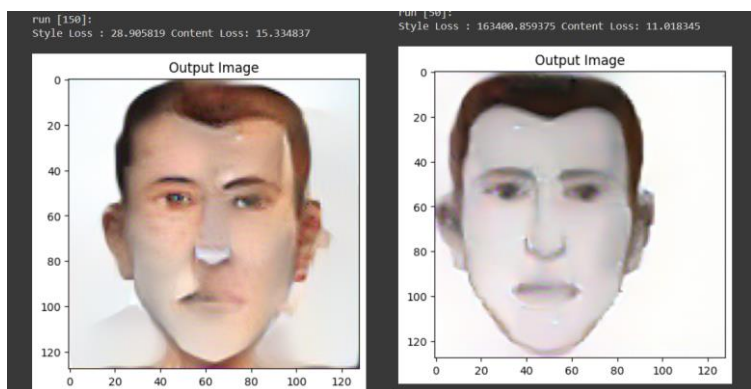 run [150]:
Style Loss : 28.905819 Content Loss: 15.334837
Output Image
0
20
40
60
80
100
120
0 20 40 60 80 100 120
run [50]:
Style Loss : 163400.859375 Content Loss: 11.018345
Output Image
0
20
40
60
80
100
120
0 20 40 60 80 100 120